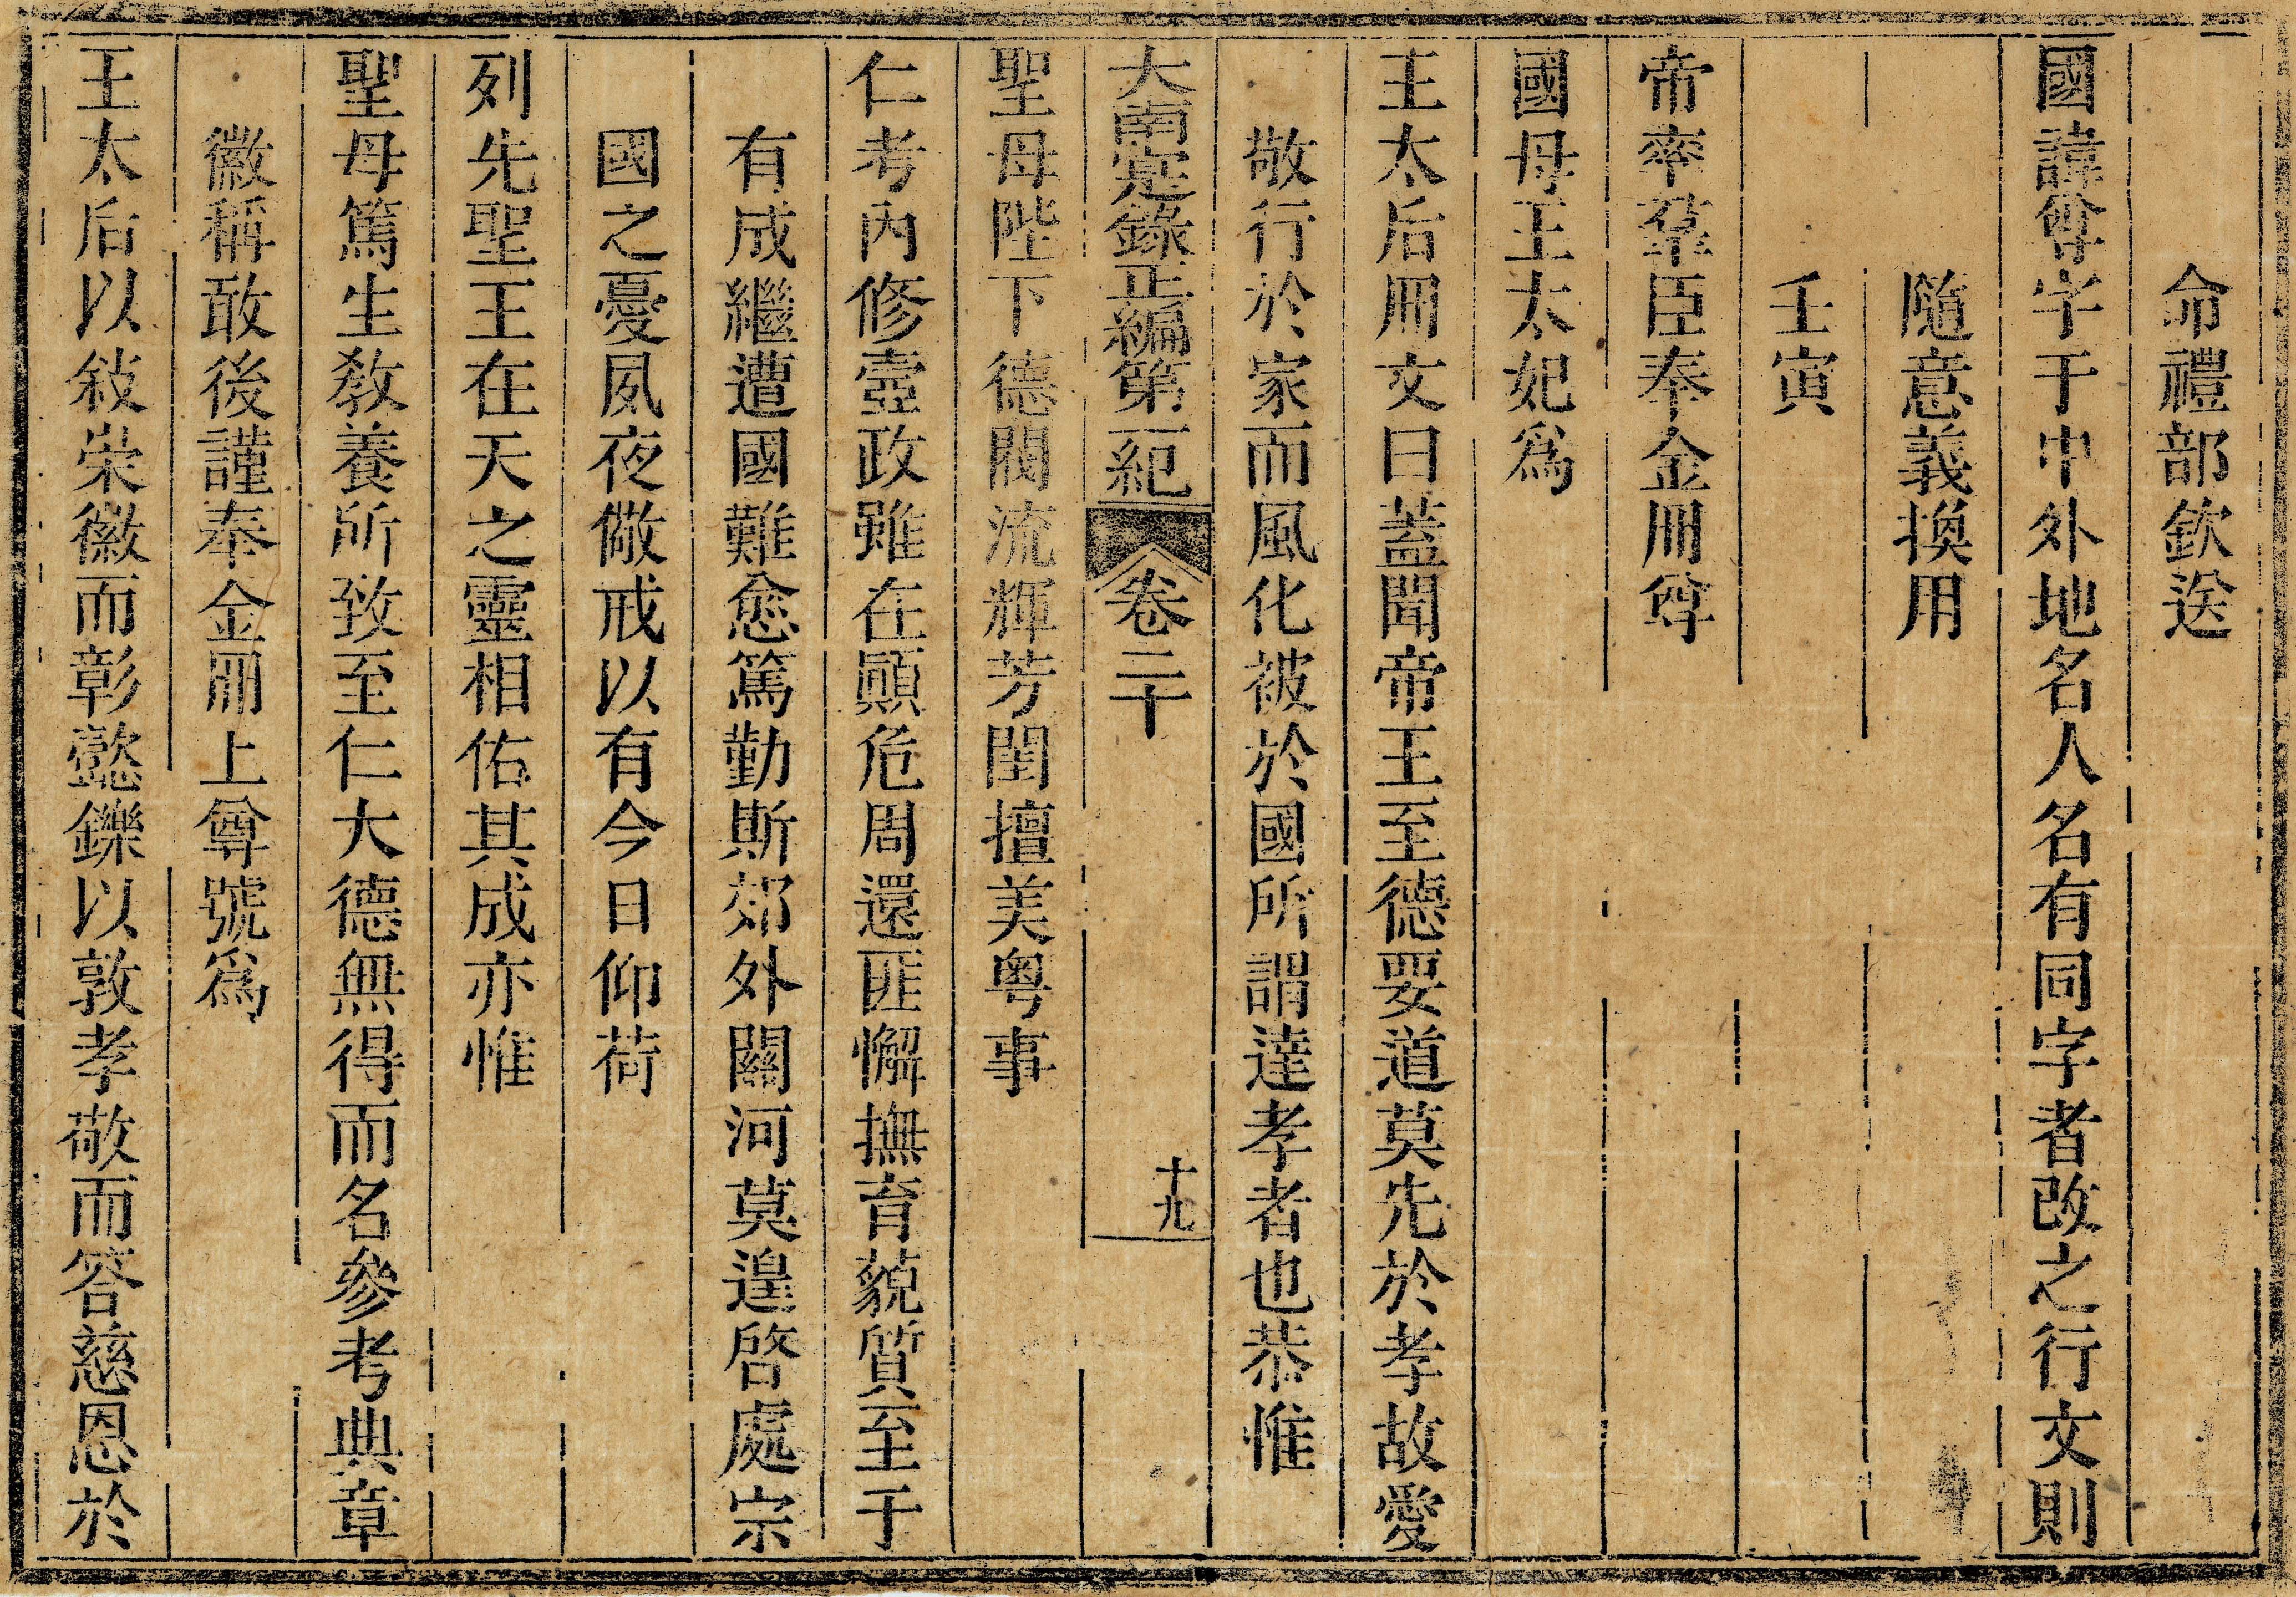 命禮部欽送
國諱尊字于中外地名人名有同字者改之行文則
隨意義換用
壬寅
帝率羣臣奉金冊尊
國母王太妃爲
王太后冊文曰蓋聞帝王至德要道莫先於孝故愛
敬行於家而風化被於國所謂達孝者也恭惟
大南寔錄正編第一紀 卷二十 十九
聖母陛下德閥流輝芳閨擅美粤事
仁考內修壼政雖在顚危周還匪懈撫育藐質至于
有成繼遭國難愈篤勤斯郊外關河莫遑啓處宗
國之憂夙夜儆戒以有今日仰荷
列先聖王在天之靈相佑其成亦惟
聖母篤生敎養所致至仁大德無得而名參考典章
徽稱敢後謹奉金冊上尊號爲
王太后以敍崇徽而彰懿鑠以敦孝敬而答慈恩於